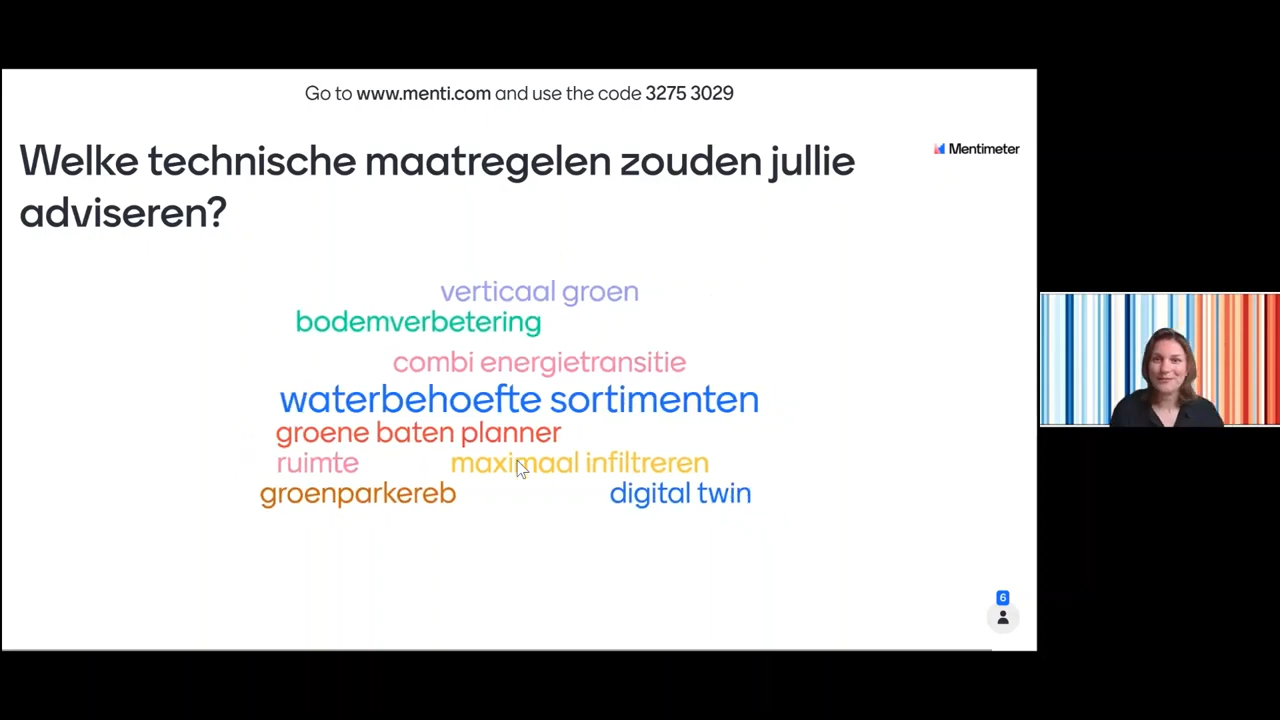 Go to www.menti.com and use the code 3275 3029
Mentimeter
Welke technische maatregelen zouden jullie
adviseren?
verticaal groen
bodemverbetering
combi energietransitie
waterbehoefte sortimenten
groene baten planner
ruimte
maximaal infiltreren
groenparkereb
digital twin
6